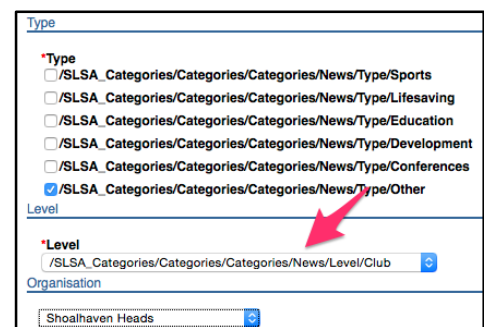 Type
*Type
/SLSA_Categories/Categories/Categories/News/Type/Sports
/SLSA_Categories/Categories/Categories/News/Type/Lifesaving
/SLSA_Categories/Categories/Categories/News/Type/Education
/SLSA_Categories/Categories/Categories/News/Type/Development
/SLSA_Categories/Categories/Categories/News/Type/Conferences
/SLSA_Categories/Categories/Categories/News/Type/Other
Level
*Level
/SLSA_Categories/Categories/Categories/News/Level/Club
Organisation
Shoalhaven Heads